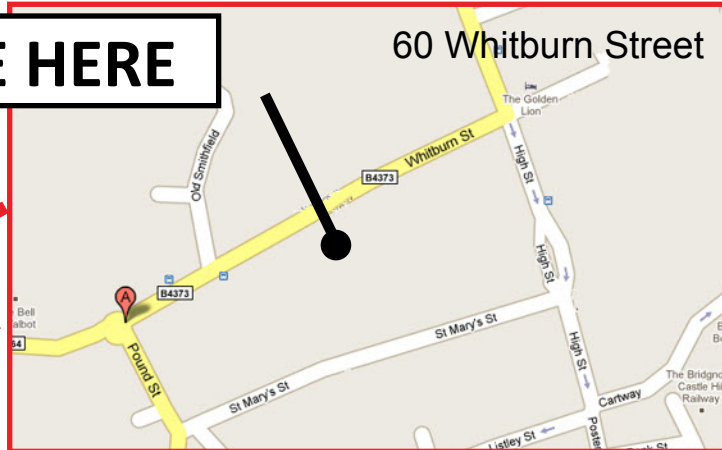 E HERE
60 Whitburn Street
The Golden
Lion
Whitburn St
B4373
Old Smithfield
High St
High St
B4373
A
Bell
albot
64
Pound St
St Mary's St
St Mary's St
High St
The Bridgno
Castle Hil
Railway
Cartway
Listley St
Poster